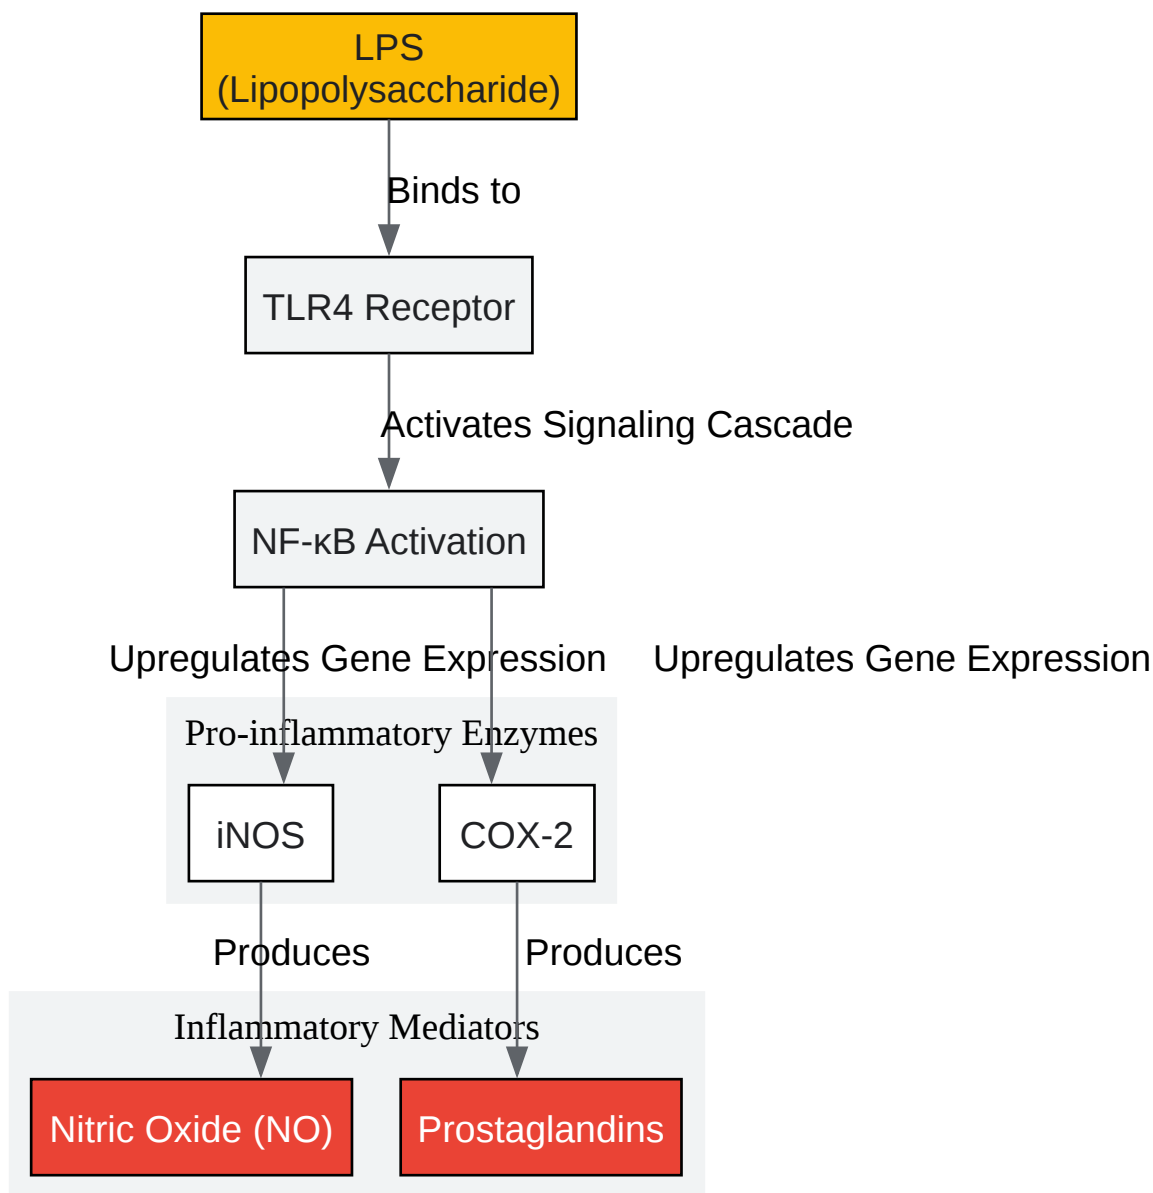 LPS
(Lipopolysaccharide)
Binds to
TLR4 Receptor
Activates Signaling Cascade
NF-κB Activation
Upregulates Gene Expression
Upregulates Gene Expression
Pro-inflammatory Enzymes
iNOS
COX-2
Produces
Produces
Inflammatory Mediators
Nitric Oxide (NO)
Prostaglandins